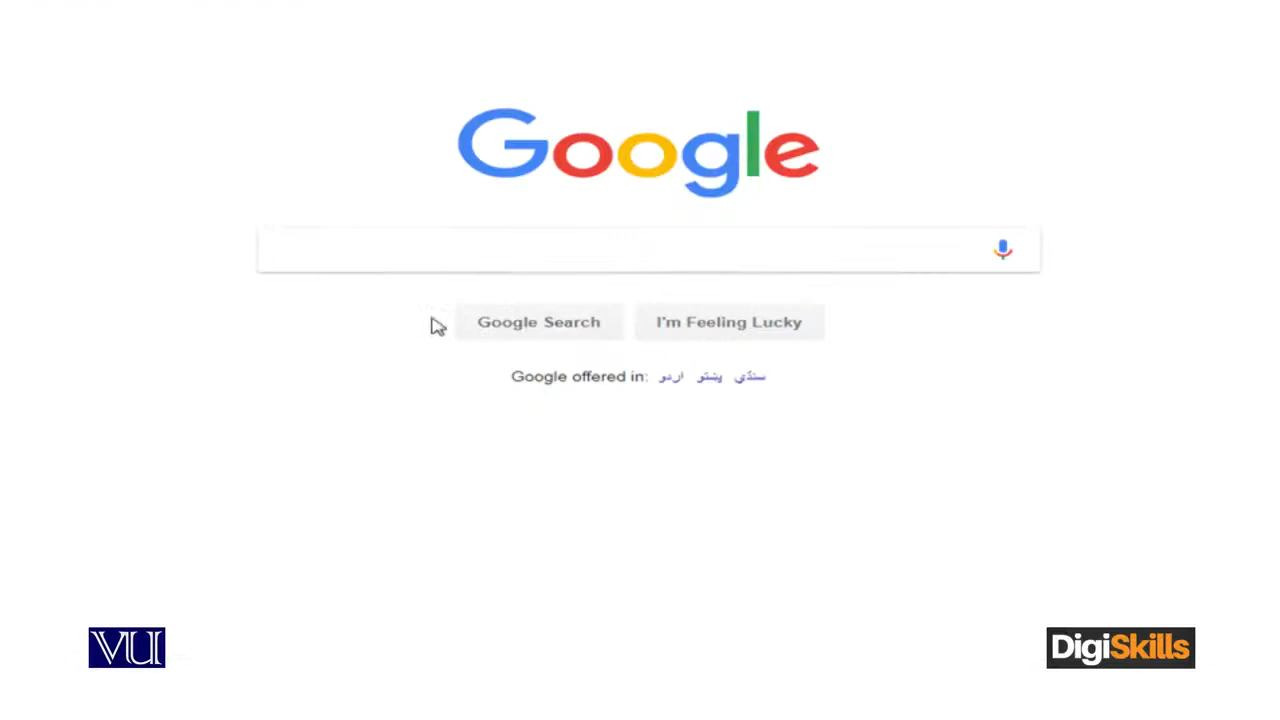 Google
Google Search I'm Feeling Lucky
Google offered in: اردو پښتو سنڌي
VU DigiSkills